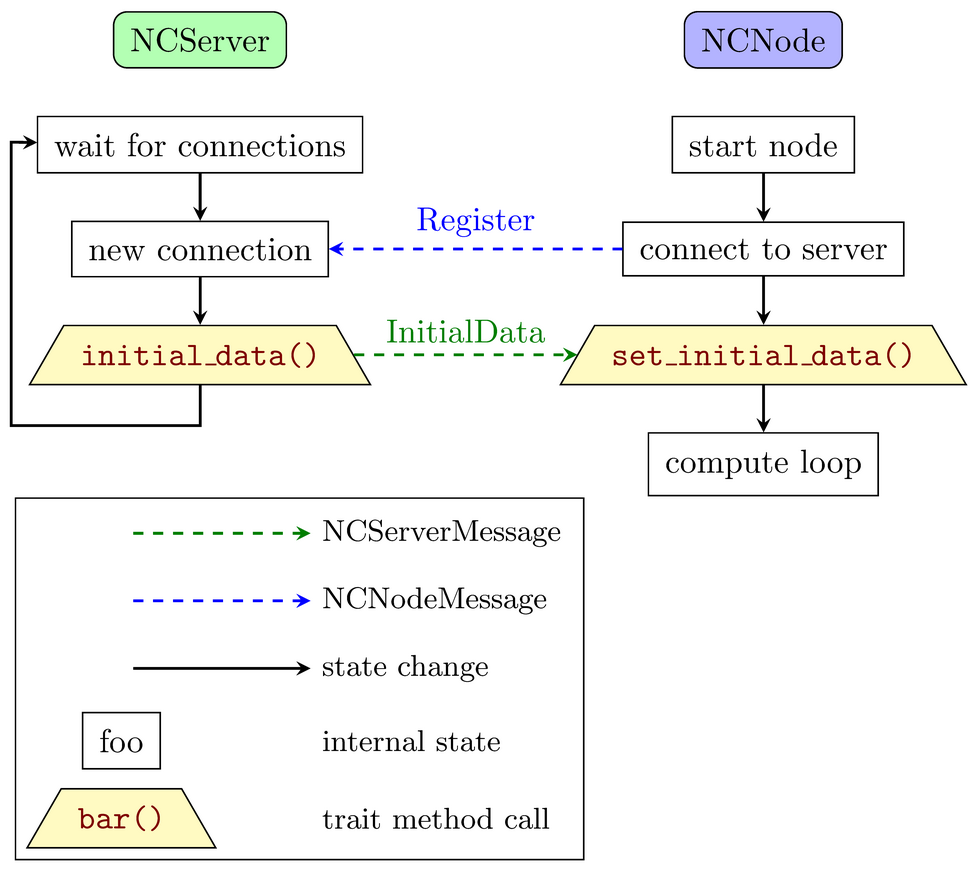 NCServer
NCNode
wait for connections
start node
Register
new connection
connect to server
InitialData
initial_data()
set_initial_data()
compute loop
NCServerMessage
NCNodeMessage
state change
foo
internal state
bar()
trait method call